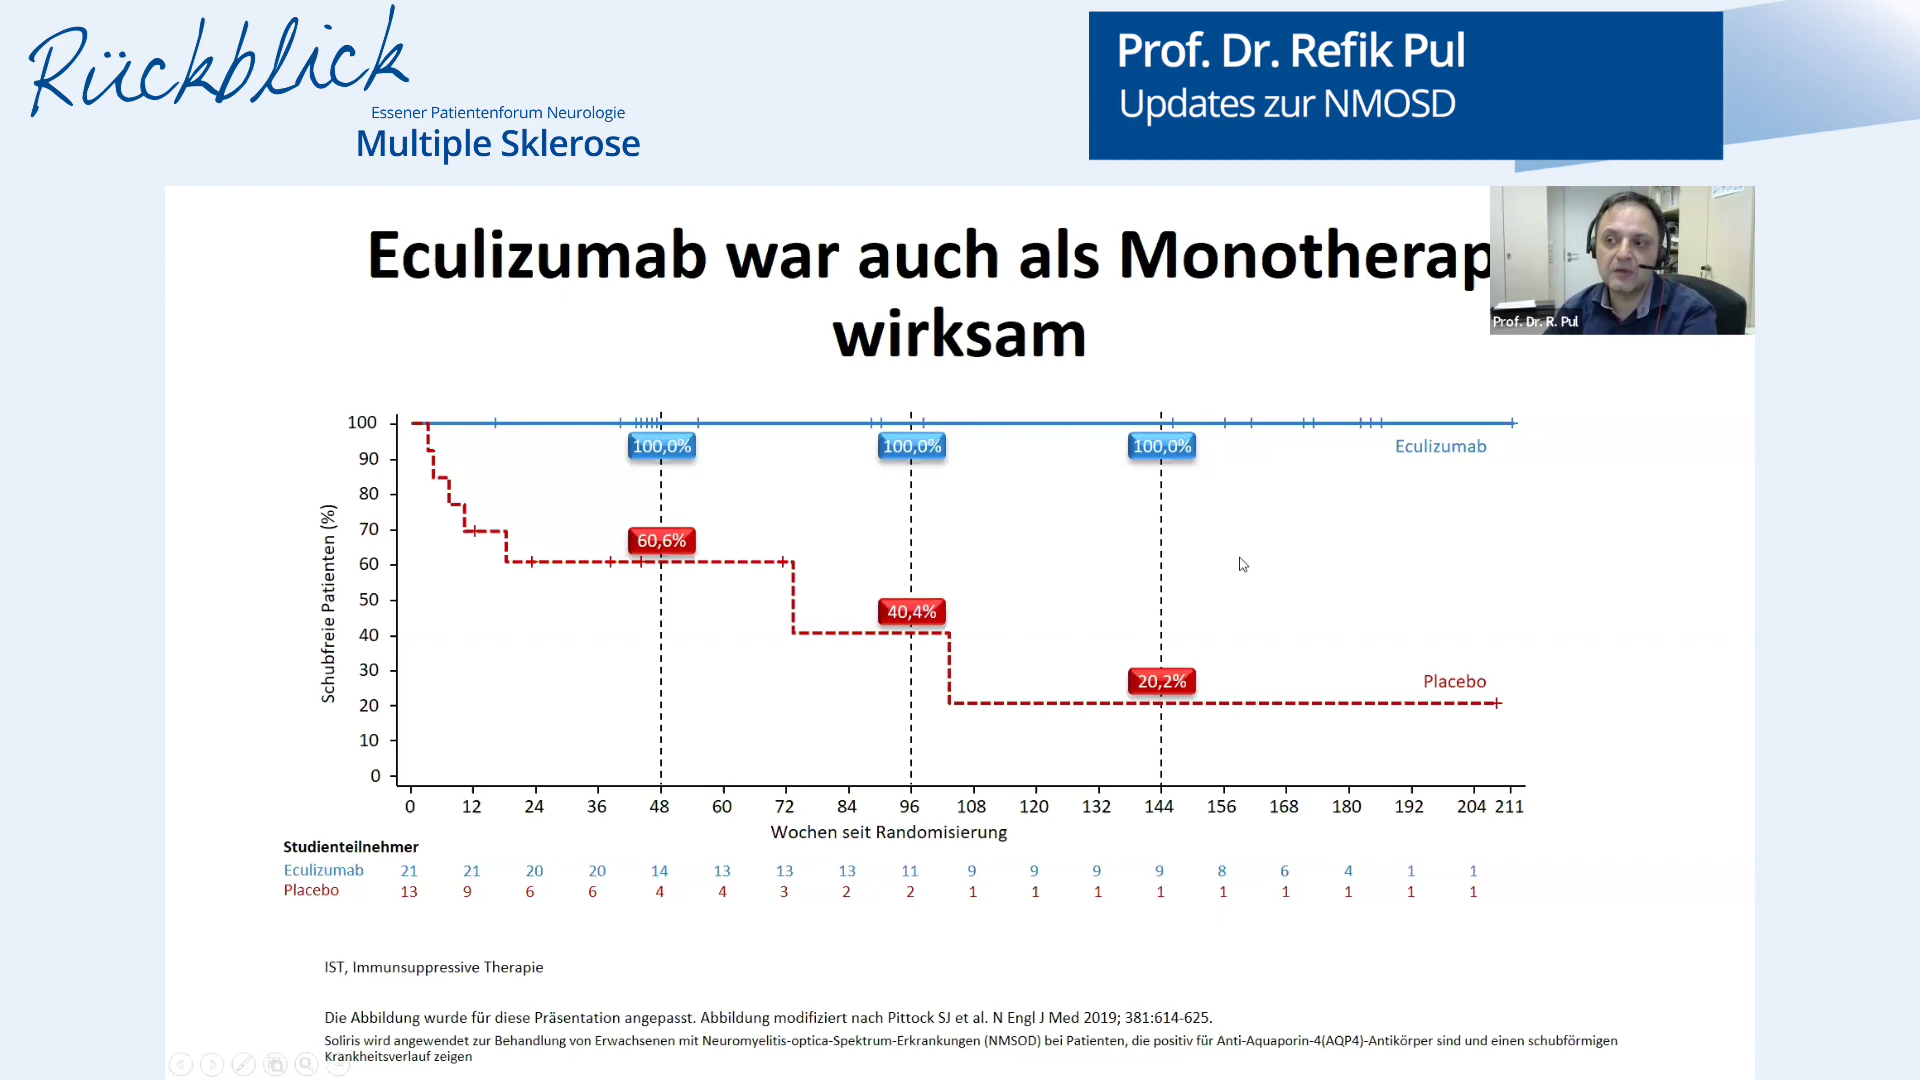 Rückblick
Essener Patientenforum Neurologie
Multiple Sklerose
Prof. Dr. Refik Pul
Updates zur NMOSD
Eculizumab war auch als Monotherap
wirksam
Prof. Dr. R. Pul
Schubfreie Patienten (%)
100
90
80
70
60
50
40
30
20
10
0
100,0% 100,0% 100,0%
Eculizumab
60,6%
40,4%
20,2%
Placebo
0 12 24 36 48 60 72 84 96 108 120 132 144 156 168 180 192 204 211
Wochen seit Randomisierung
Studienteilnehmer
Eculizumab 21 21 20 20 14 13 13 13 11 9 9 9 9 8 6 4 1 1
Placebo 13 9 6 6 4 4 3 2 2 1 1 1 1 1 1 1 1 1
IST, Immunsuppressive Therapie
Die Abbildung wurde für diese Präsentation angepasst. Abbildung modifiziert nach Pittock SJ et al. N Engl J Med 2019; 381:614-625.
Soliris wird angewendet zur Behandlung von Erwachsenen mit Neuromyelitis-optica-Spektrum-Erkrankungen (NMSOD) bei Patienten, die positiv für Anti-Aquaporin-4(AQP4)-Antikörper sind und einen schubförmigen
Krankheitsverlauf zeigen